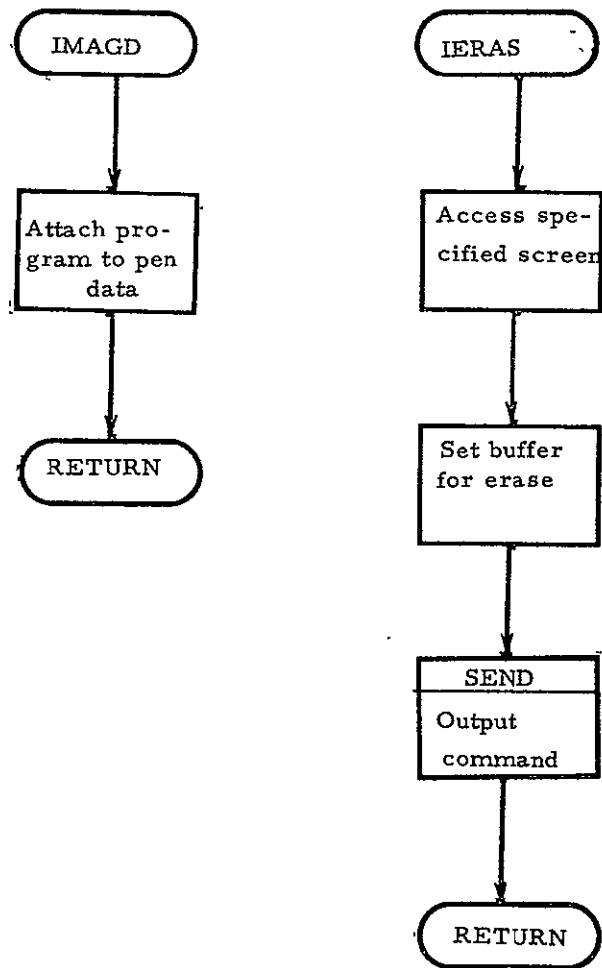 IMAGD
Attach pro-
gram to pen
data
RETURN
IERAS
Access spe-
cified screen
Set buffer
for erase
SEND
Output
command
RETURN